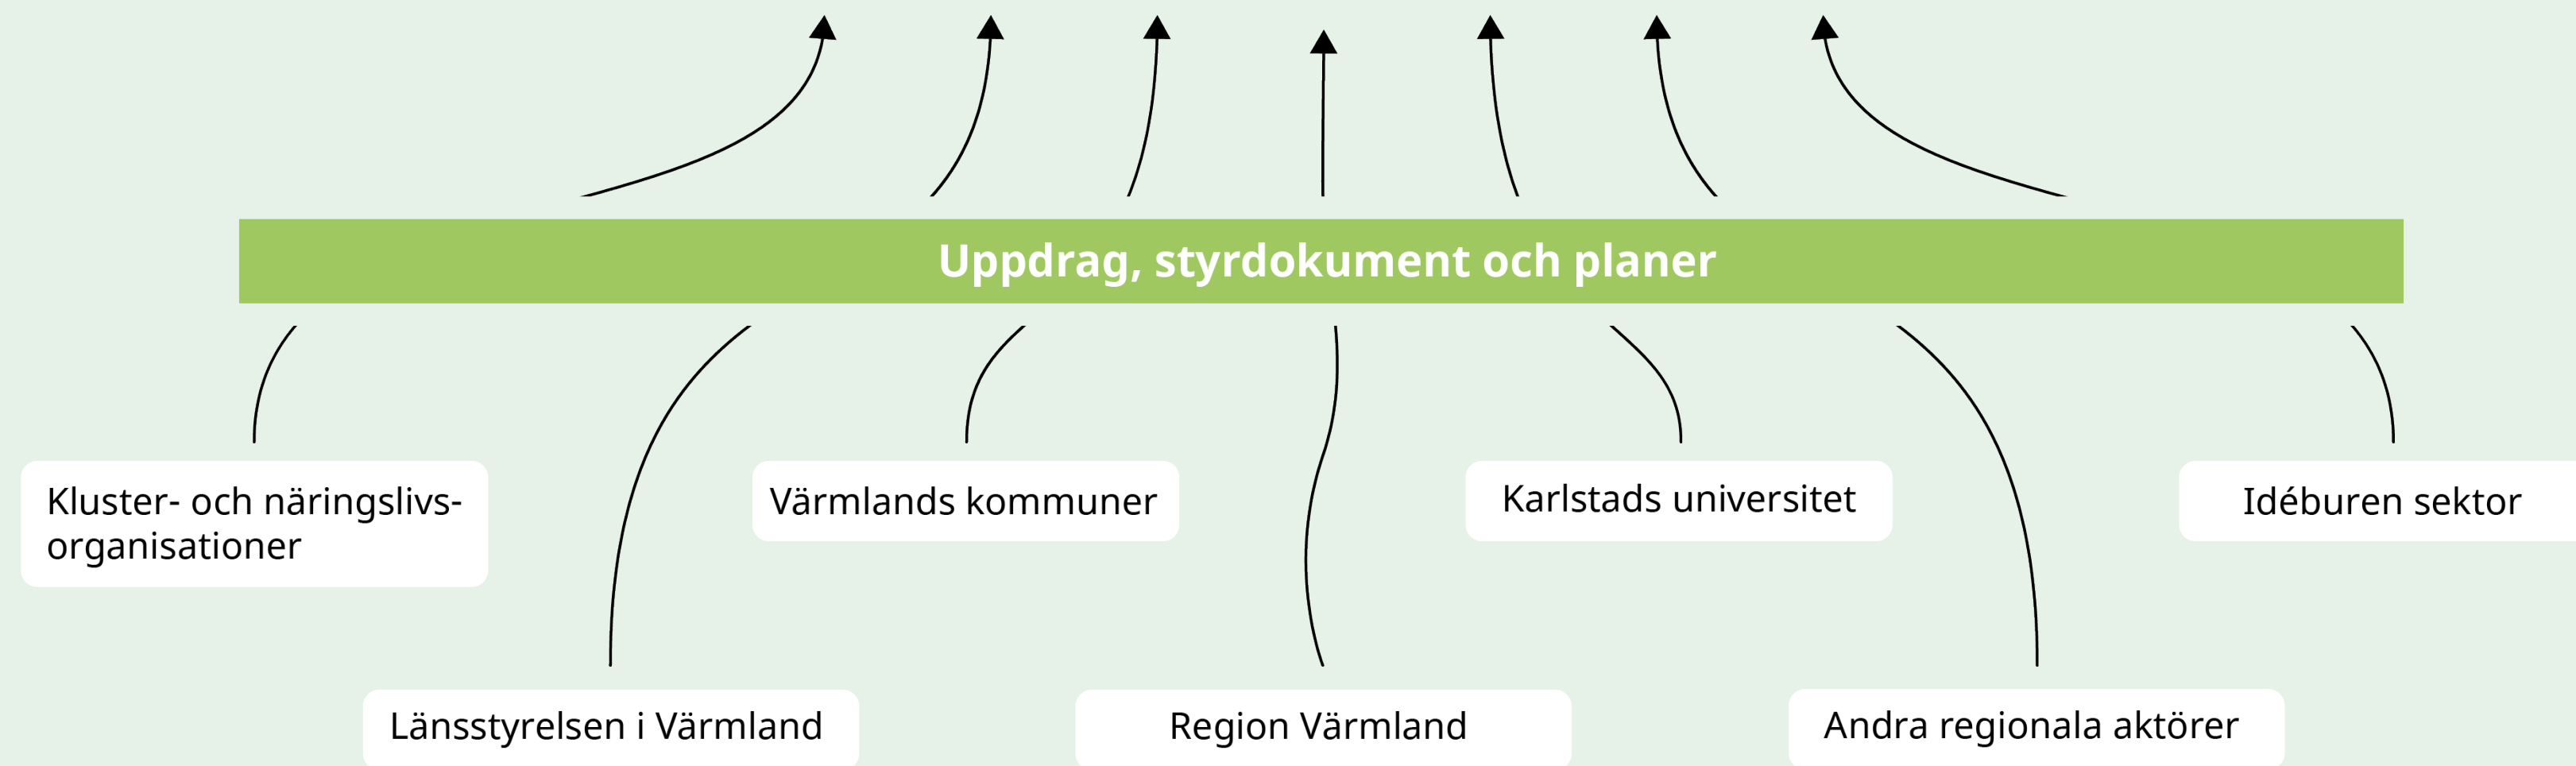 Uppdrag, styrdokument och planer
Kluster- och näringslivs-
organisationer
Värmlands kommuner
Karlstads universitet
Idéburen sektor
Länsstyrelsen i Värmland
Region Värmland
Andra regionala aktörer